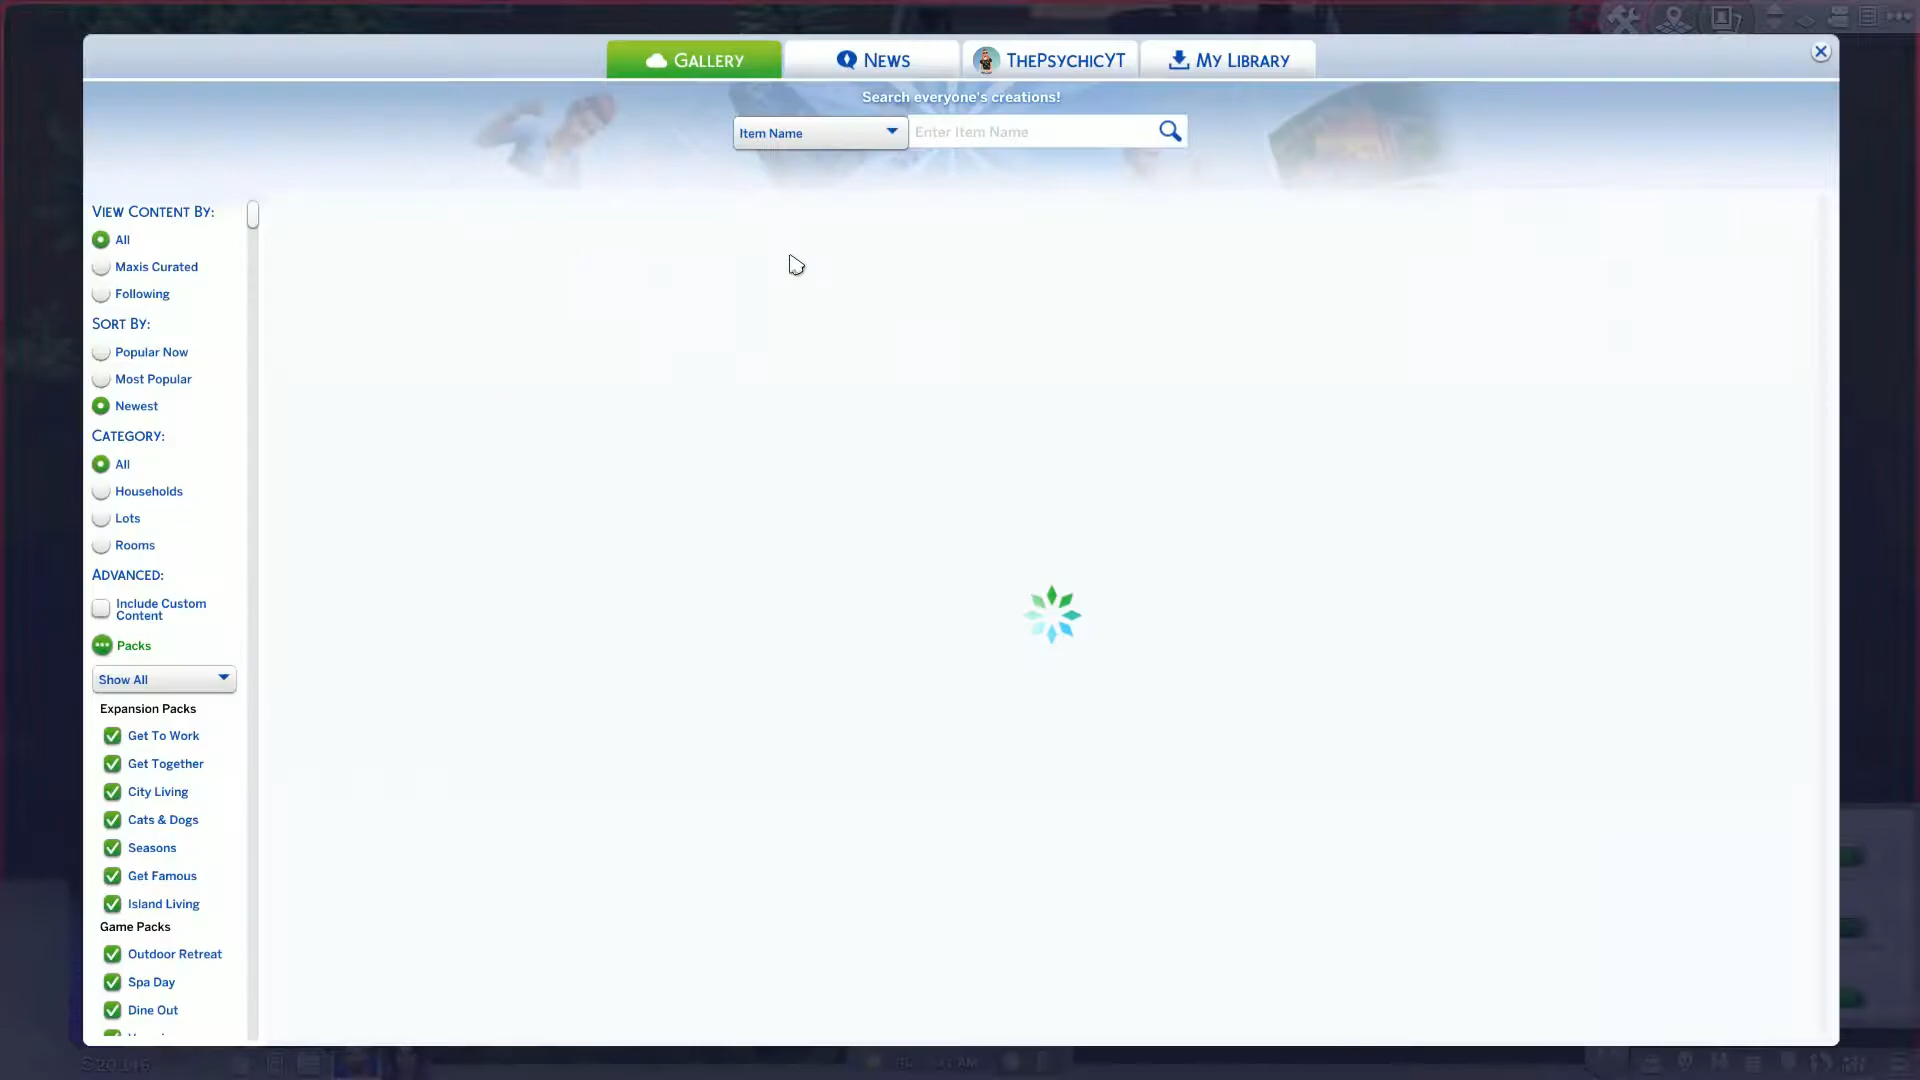 GALLERY
NEWS
THEPSYCHICYT
MY LIBRARY
Search everyone's creations!
Item Name
Enter Item Name
VIEW CONTENT BY:
All
Maxis Curated
Following
SORT BY:
Popular Now
Most Popular
Newest
CATEGORY:
All
Households
Lots
Rooms
ADVANCED:
Include Custom
Content
Packs
Show All
Expansion Packs
Get To Work
Get Together
City Living
Cats & Dogs
Seasons
Get Famous
Island Living
Game Packs
Outdoor Retreat
Spa Day
Dine Out